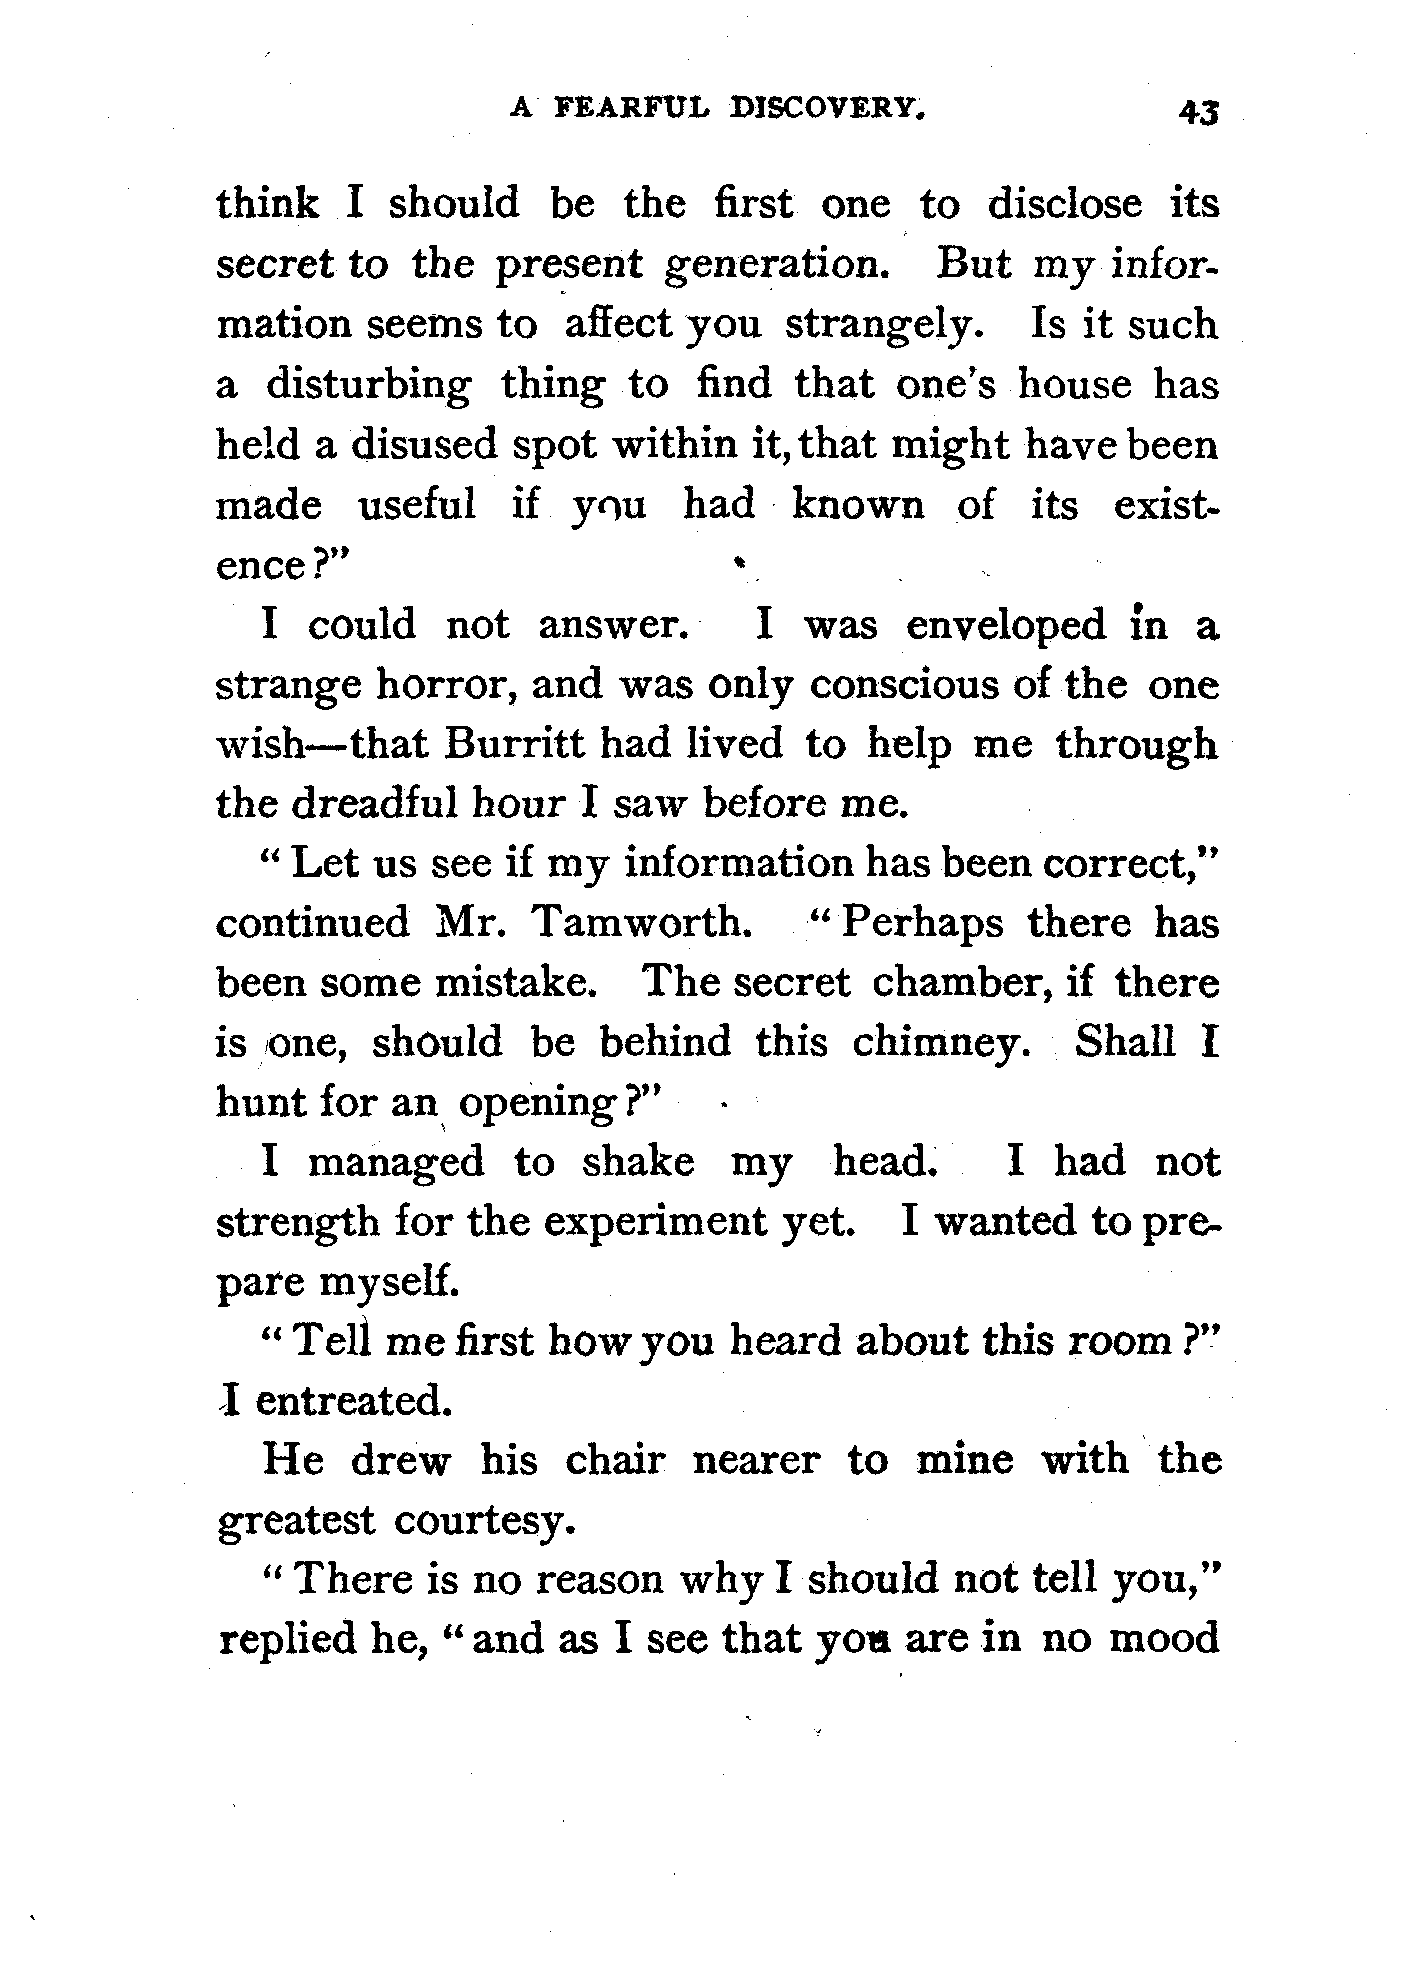 A FEARFUL DISCOVERY. 43
think I should be the first one to disclose its
secret to the present generation. But my infor-
mation seems to affect you strangely. Is it such
a disturbing thing to find that one's house has
held a disused spot within it, that might have been
made useful if you had known of its exist-
ence?"
I could not answer. I was enveloped in a
strange horror, and was only conscious of the one
wish—that Burritt had lived to help me through
the dreadful hour I saw before me.
"Let us see if my information has been correct,"
continued Mr. Tamworth. "Perhaps there has
been some mistake. The secret chamber, if there
is one, should be behind this chimney. Shall I
hunt for an opening?"
I managed to shake my head. I had not
strength for the experiment yet. I wanted to pre-
pare myself.
"Tell me first how you heard about this room?"
I entreated.
He drew his chair nearer to mine with the
greatest courtesy.
"There is no reason why I should not tell you,"
replied he, "and as I see that you are in no mood